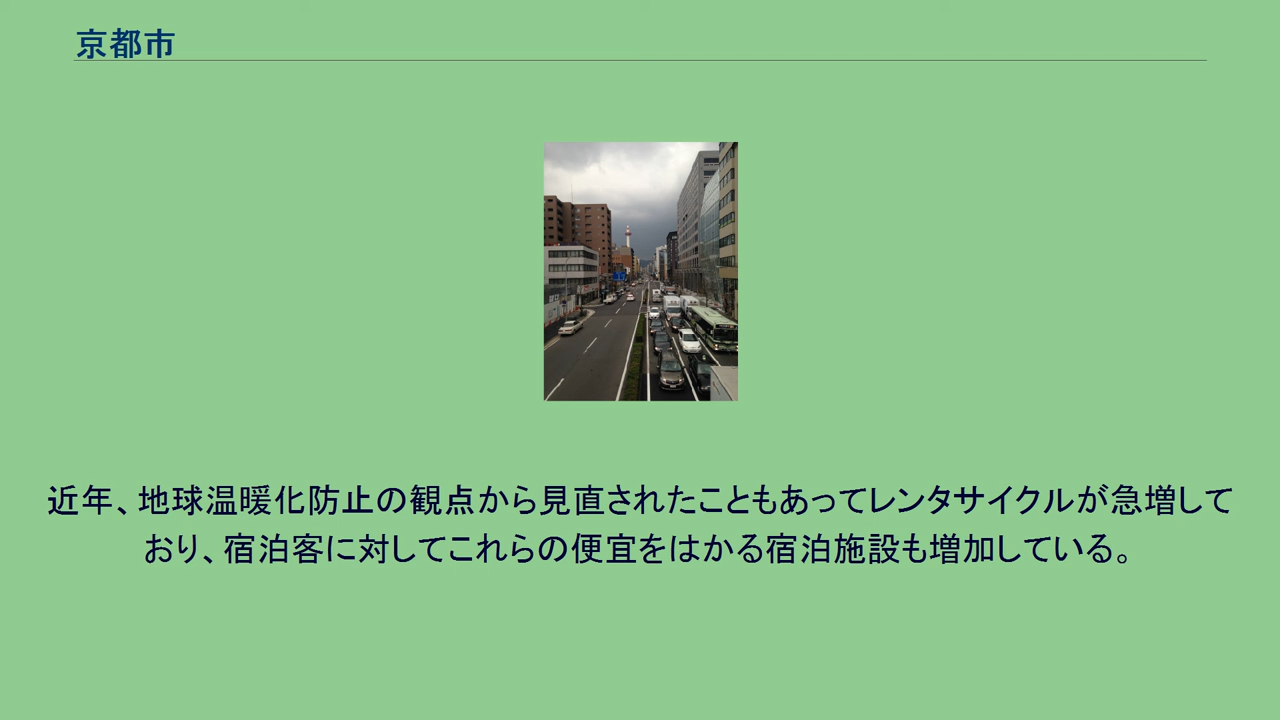 京都市
近年、地球温暖化防止の観点から見直されたこともあってレンタサイクルが急増して
おり、宿泊客に対してこれらの便宜をはかる宿泊施設も増加している。